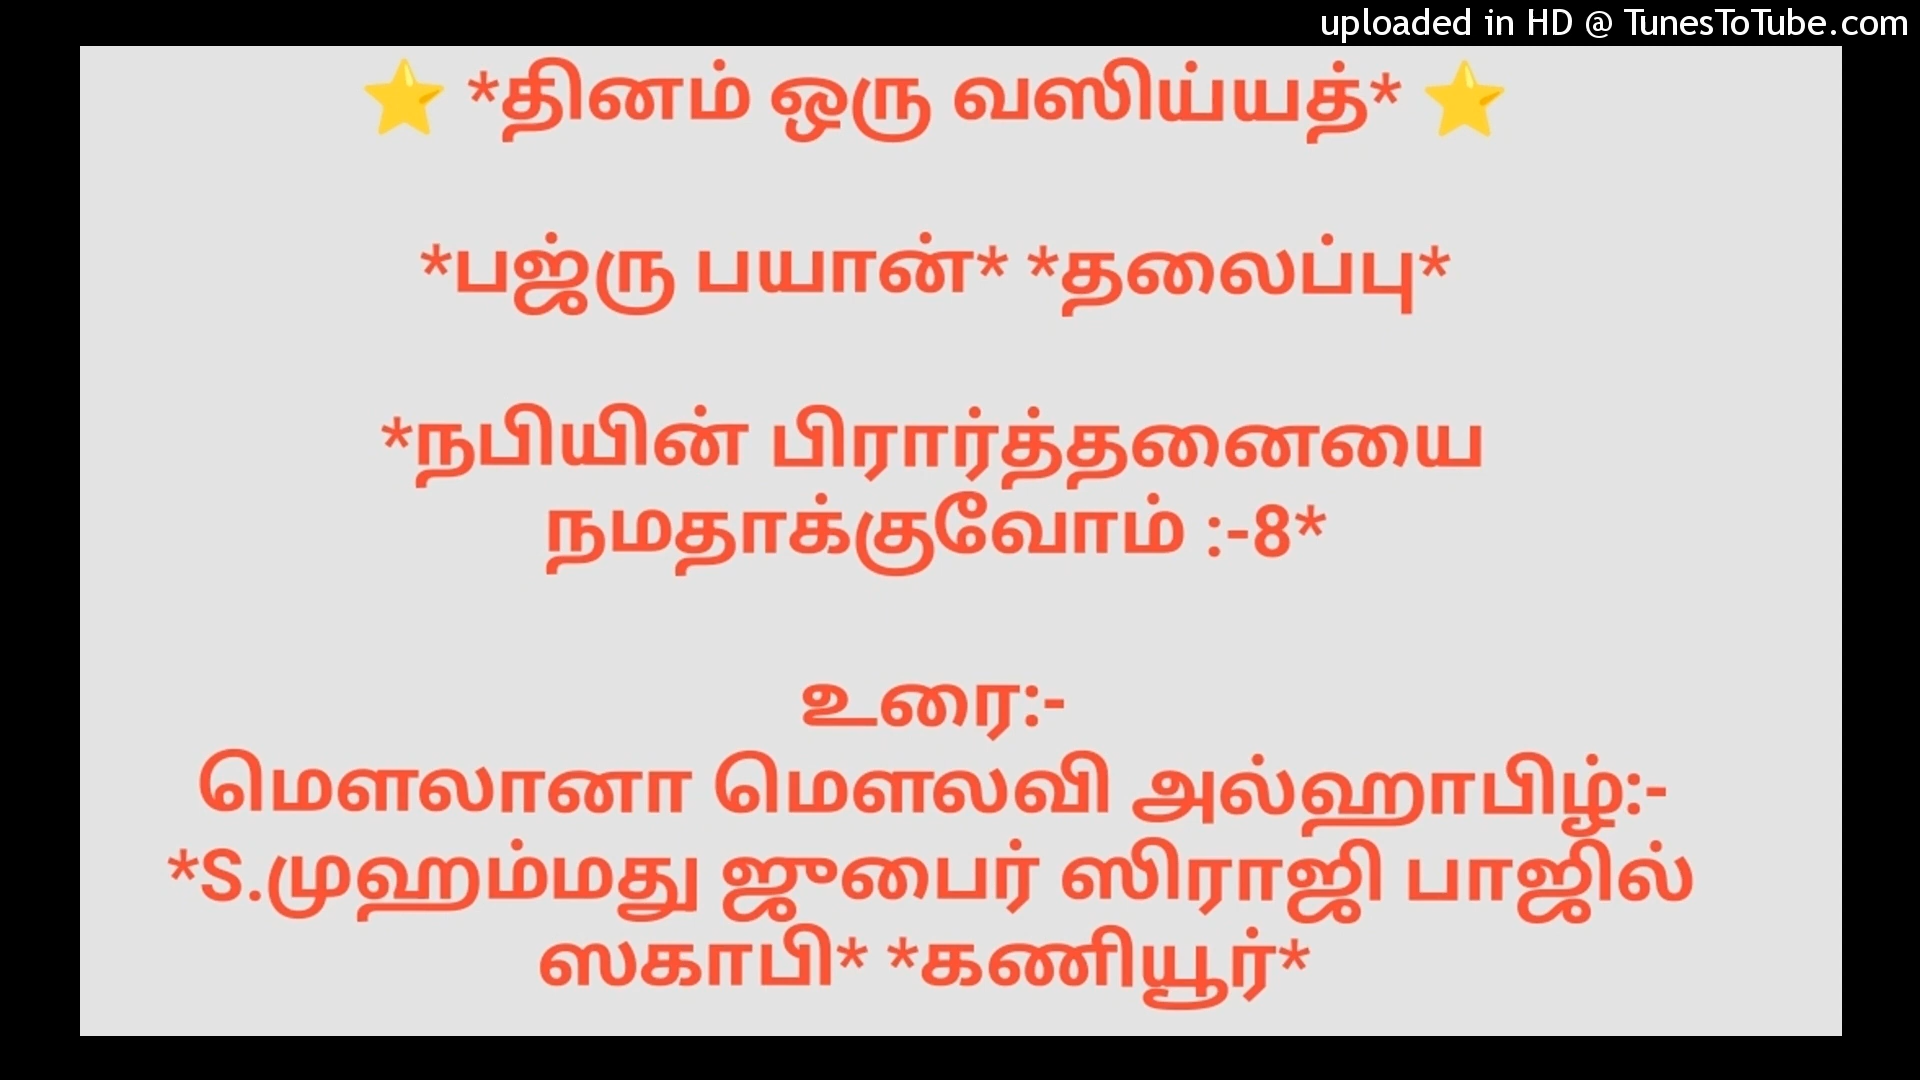 uploaded in HD @ TunesToTube.com
⭐ *தினம் ஒரு வஸிய்யத்* ⭐
*பஜ்ரு பயான்* *தலைப்பு*
*நபியின் பிரார்த்தனையை
நமதாக்குவோம் :-8*
உரை:-
மௌலானா மௌலவி அல்ஹாபிழ்:-
*S.முஹம்மது ஜுபைர் ஸிராஜி பாஜில்
ஸகாபி* *கணியூர்*